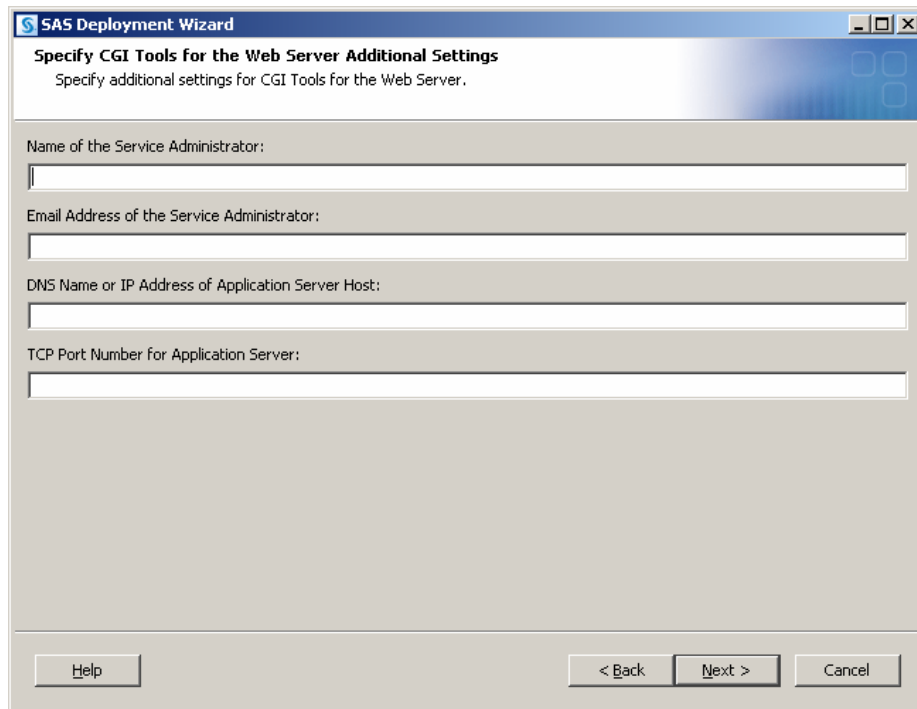 SAS Deployment Wizard
Specify CGI Tools for the Web Server Additional Settings
Specify additional settings for CGI Tools for the Web Server.
Name of the Service Administrator:
Email Address of the Service Administrator:
DNS Name or IP Address of Application Server Host:
TCP Port Number for Application Server:
Help
< Back
Next >
Cancel